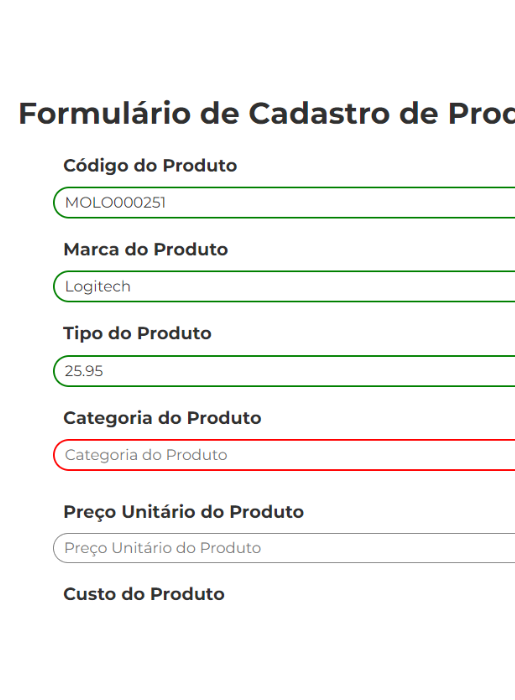 Formulário de Cadastro de Prod
Código do Produto
MOLO000251
Marca do Produto
Logitech
Tipo do Produto
25.95
Categoria do Produto
Categoria do Produto
Preço Unitário do Produto
Preço Unitário do Produto
Custo do Produto